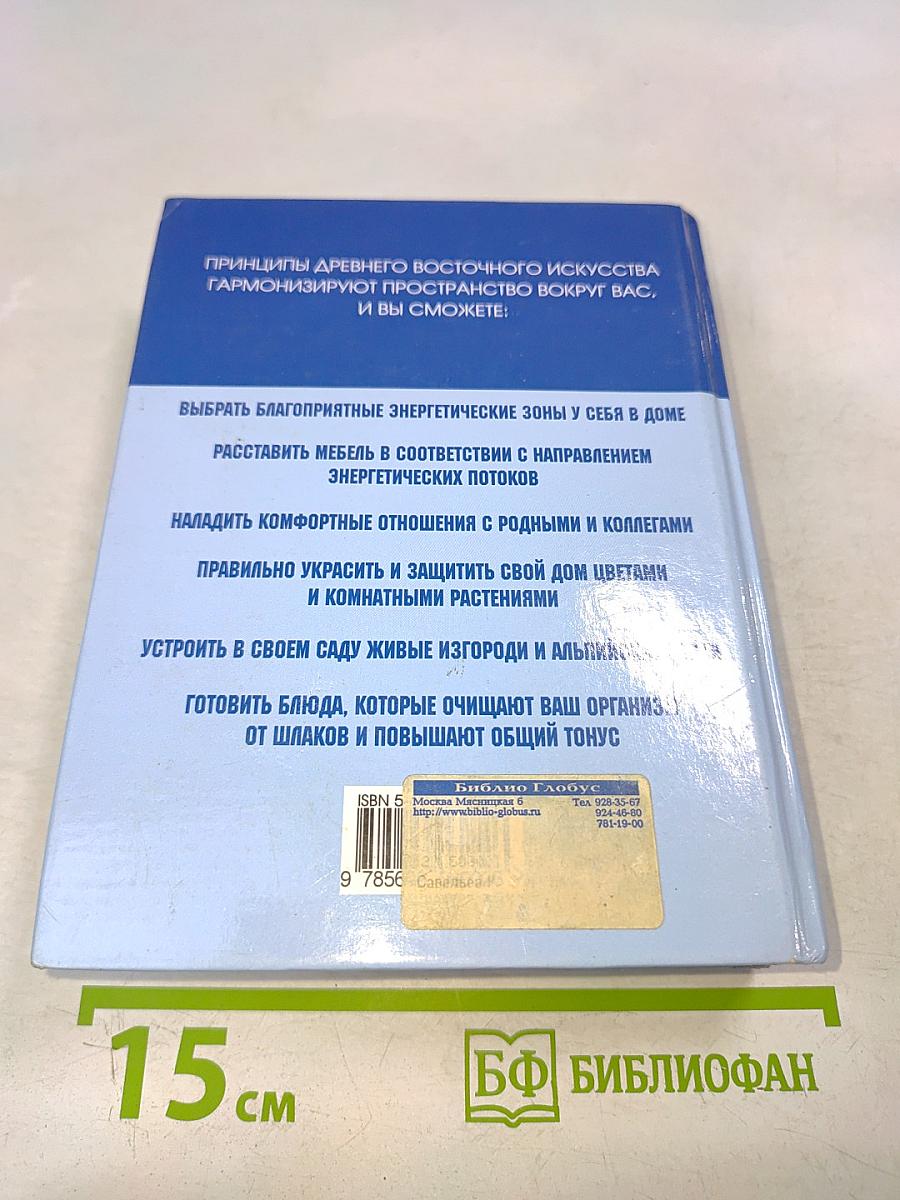 ПРИНЦИПЫ ДРЕВНЕГО ВОСТОЧНОГО ИСКУССТВА
ГАРМОНИЗИРУЮТ ПРОСТРАНСТВО ВОКРУГ ВАС,
И ВЫ СМОЖЕТЕ:
ВЫБРАТЬ БЛАГОПРИЯТНЫЕ ЭНЕРГЕТИЧЕСКИЕ ЗОНЫ У СЕБЯ В ДОМЕ
РАССТАВИТЬ МЕБЕЛЬ В СООТВЕТСТВИИ С НАПРАВЛЕНИЕМ
ЭНЕРГЕТИЧЕСКИХ ПОТОКОВ
НАЛАДИТЬ КОМФОРТНЫЕ ОТНОШЕНИЯ С РОДНЫМИ И КОЛЛЕГАМИ
ПРАВИЛЬНО УКРАСИТЬ И ЗАЩИТИТЬ СВОЙ ДОМ ЦВЕТАМИ
И КОМНАТНЫМИ РАСТЕНИЯМИ
УСТРОИТЬ В СВОЕМ САДУ ЖИВЫЕ ИЗГОРОДИ И
ГОТОВИТЬ БЛЮДА, КОТОРЫЕ ОЧИЩАЮТ ВАШ ОРГАНИЗМ
ОТ ШЛАКОВ И ПОВЫШАЮТ ОБЩИЙ ТОНУС
ISBN 5
9 7856
Библио Глобус
Москва Мясницкая 6 Тел 928-35-67
http://www.biblio-globus.ru 924-46-80
781-19-00
Савельев
15 см
БФ БИБЛИОФАН